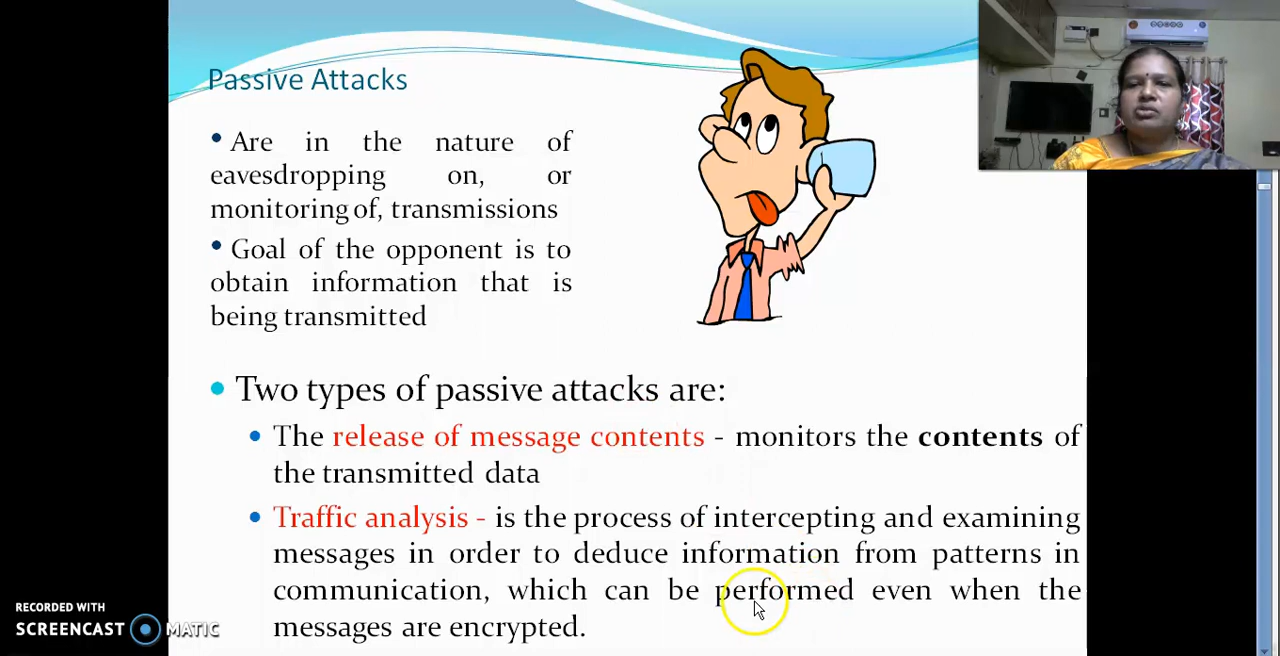 Passive Attacks
• Are in the nature of
eavesdropping on, or
monitoring of, transmissions
• Goal of the opponent is to
obtain information that is
being transmitted
• Two types of passive attacks are:
• The release of message contents - monitors the contents of
the transmitted data
• Traffic analysis - is the process of intercepting and examining
messages in order to deduce information from patterns in
communication, which can be performed even when the
messages are encrypted.
RECORDED WITH
SCREENCAST MATIC